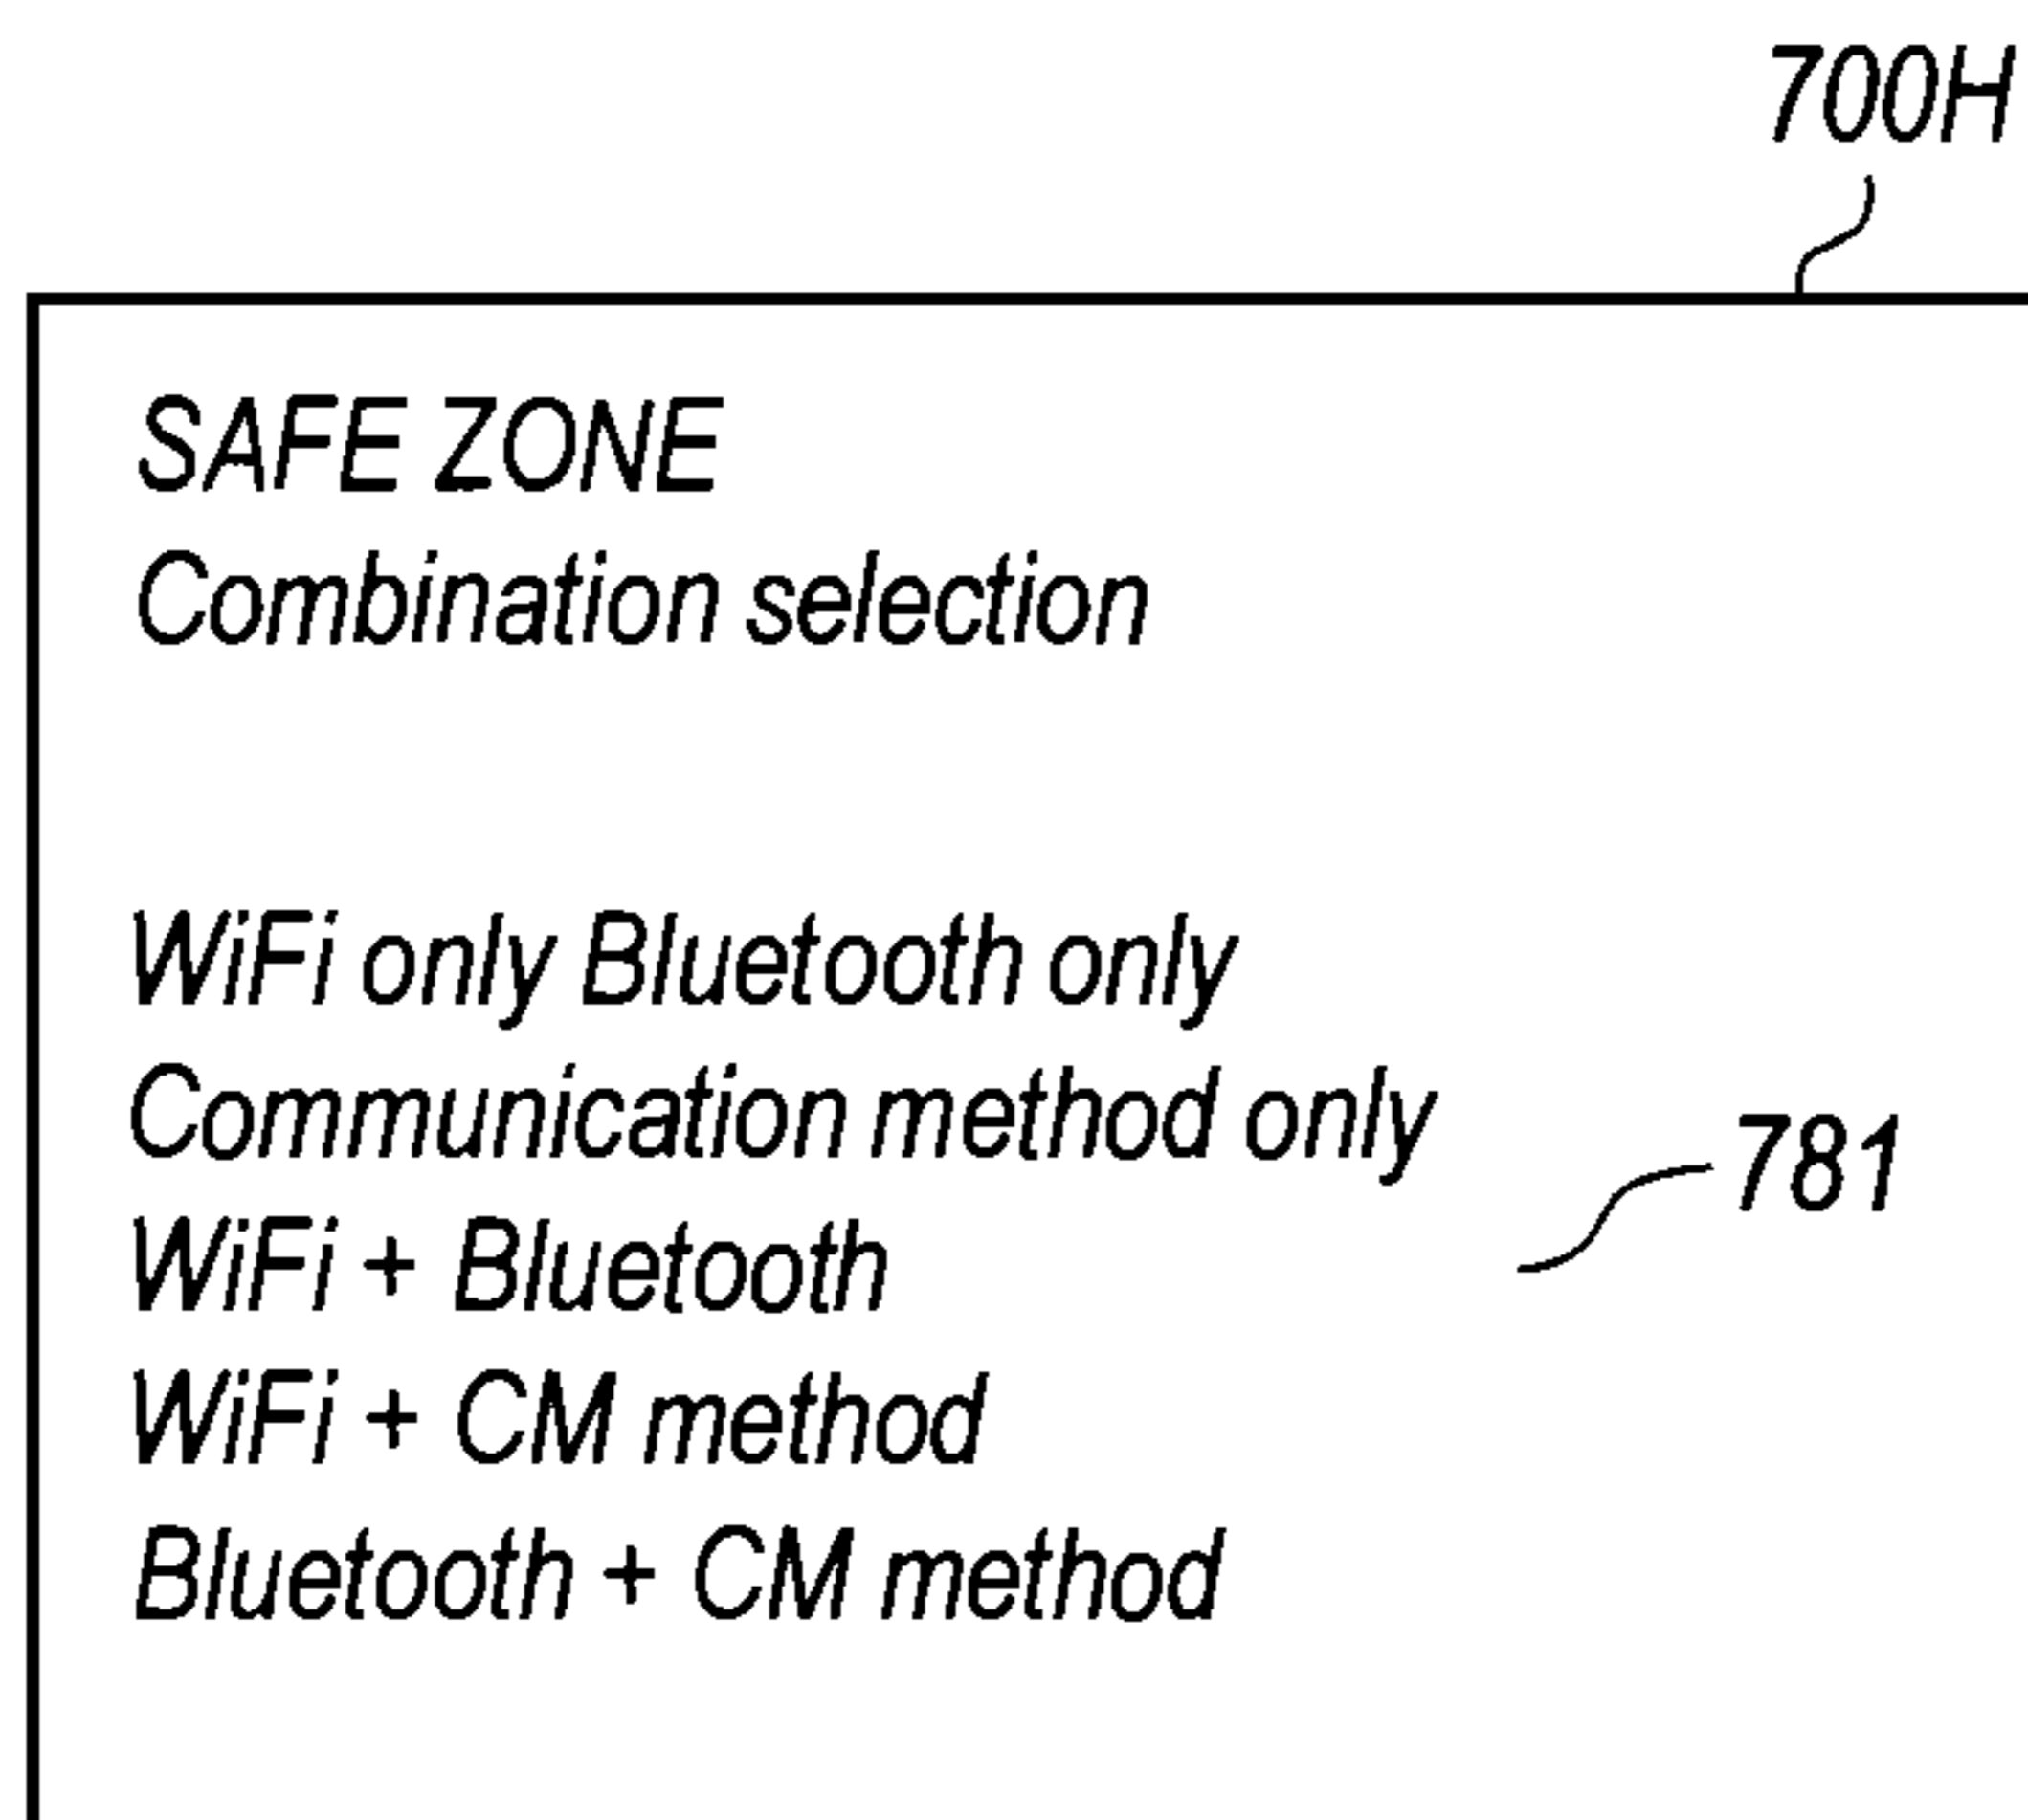 700H
SAFE ZONE
Combination selection
WiFi only Bluetooth only
Communication method only
781
WiFi + Bluetooth
WiFi + CM method
Bluetooth + CM method